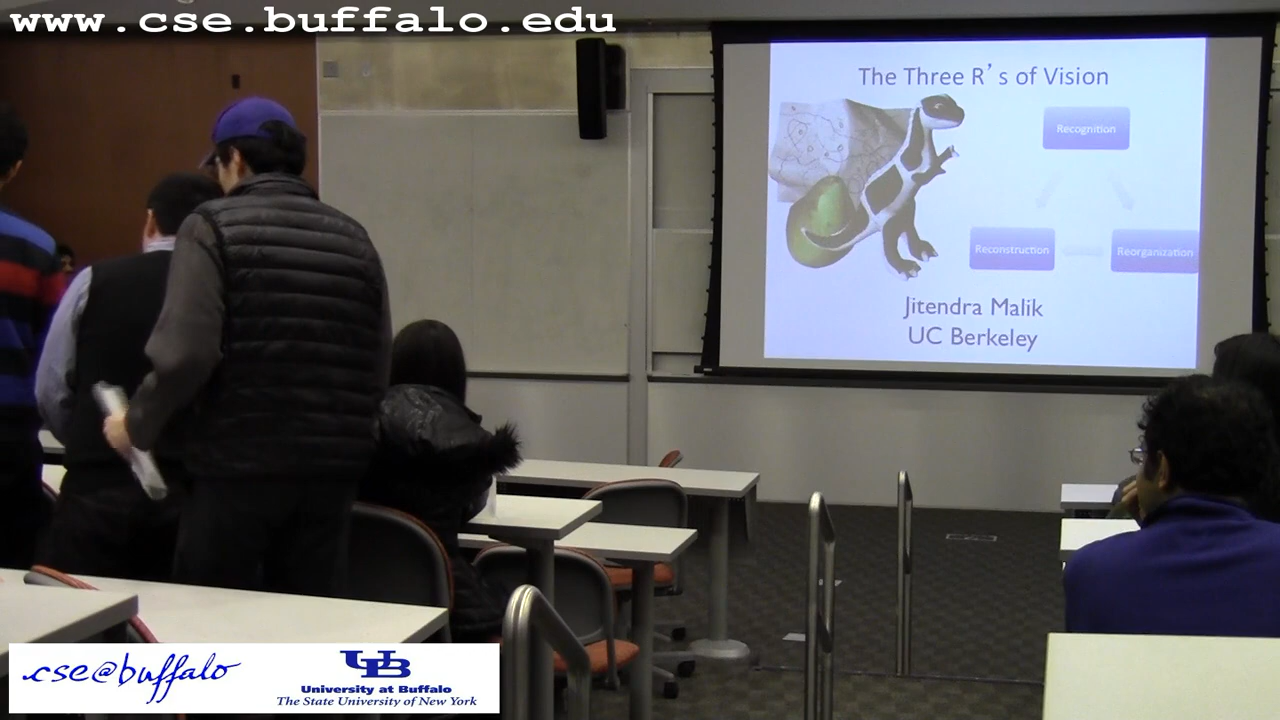 www.cse.buffalo.edu
The Three R's of Vision
Recognition
Reconstruction
Reorganization
Jitendra Malik
UC Berkeley
cse@buffalo
UB
University at Buffalo
The State University of New York